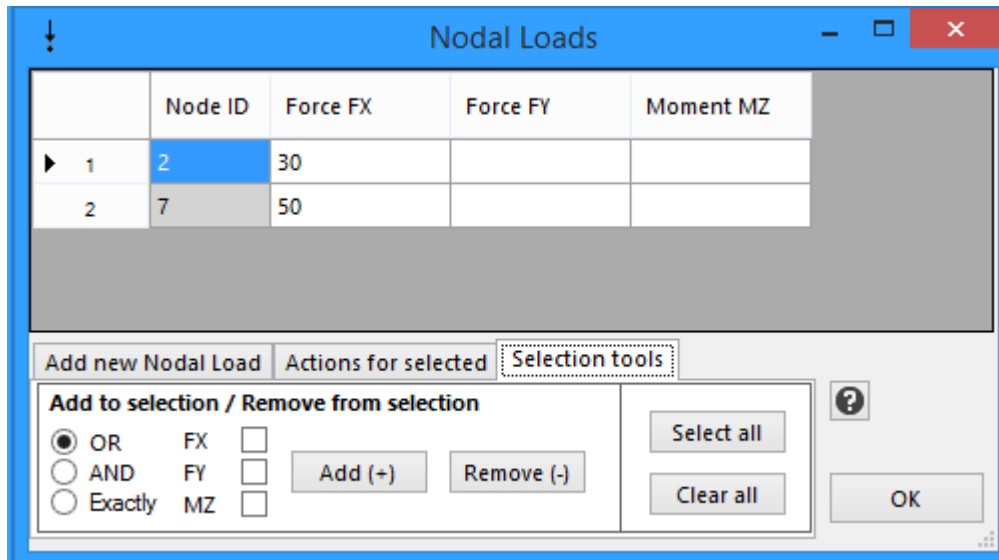 Nodal Loads
Node ID Force FX Force FY Moment MZ
1 2 30
2 7 50
Add new Nodal Load Actions for selected Selection tools
Add to selection / Remove from selection
OR FX
AND FY
Exactly MZ
Add (+)
Remove (-)
Select all
Clear all
?
OK